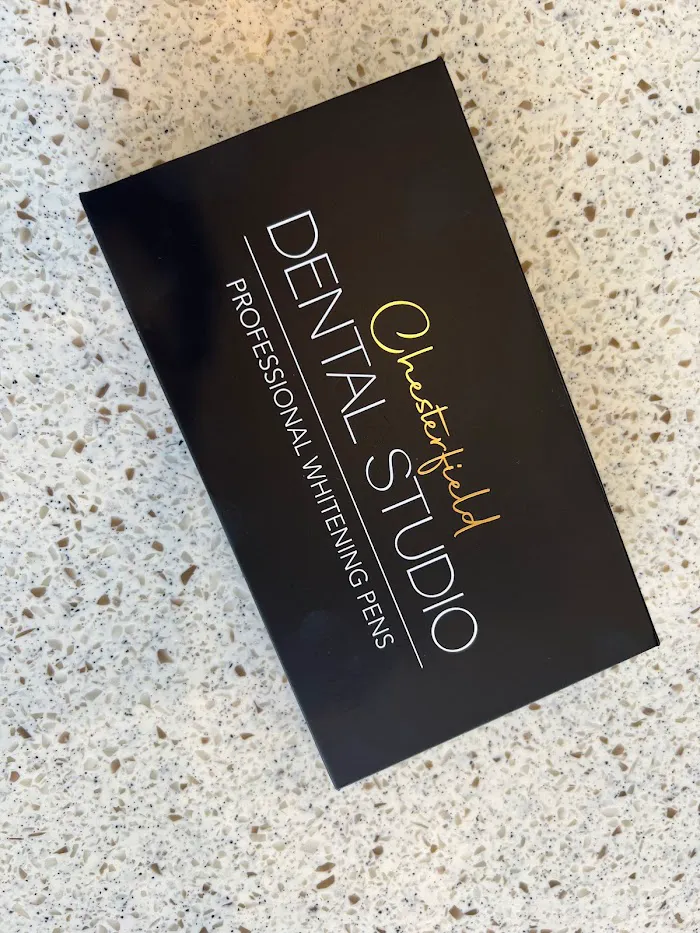 Chesterfield
DENTAL STUDIO
PROFESSIONAL WHITENING PENS